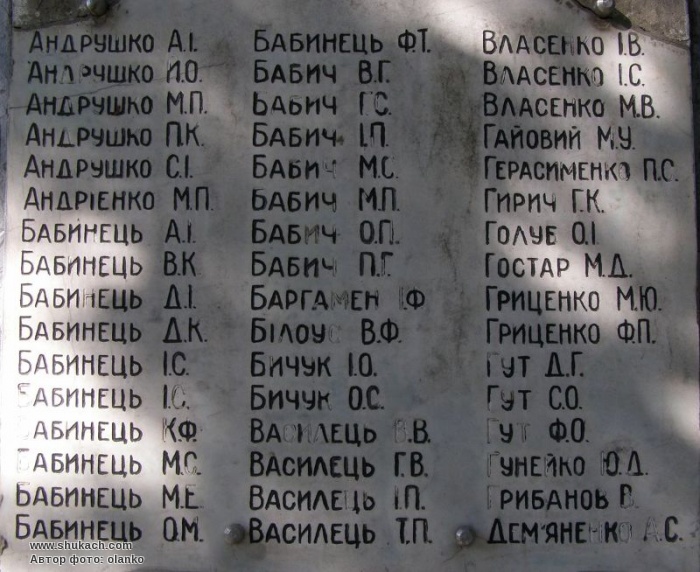 АНДРУШКО А.І.
АНДРУШКО Й.О.
АНДРУШКО М.П.
АНДРУШКО П.К.
АНДРУШКО С.І.
АНДРІЕНКО М.П.
БАБИНЕЦЬ А.І.
БАБИНЕЦЬ В.К
БАБИНЕЦЬ Д.І.
БАБИНЕЦЬ Д.К.
БАБИНЕЦЬ І.С.
БАБИНЕЦЬ І.С.
БАБИНЕЦЬ К.Ф.
БАБИНЕЦЬ М.С.
БАБИНЕЦЬ М.Е.
БАБИНЕЦЬ О.М.
БАБИНЕЦЬ Ф.Т.
БАБИЧ В.Г.
БАБИЧ Г.С.
БАБИЧ І.П.
БАБИЧ М.С.
БАБИЧ М.П.
БАБИЧ О.П.
БАБИЧ П.Г.
БАРГАМЕН І.Ф
БІЛОУС В.Ф.
БИЧУК І.О.
БИЧУК О.С.
ВАСИЛЕЦЬ В.В.
ВАСИЛЕЦЬ Г.В.
ВАСИЛЕЦЬ І.П.
ВАСИЛЕЦЬ Т.П.
ВЛАСЕНКО І.В.
ВЛАСЕНКО І.С.
ВЛАСЕНКО М.В.
ГАЙОВИЙ М.У.
ГЕРАСИМЕНКО П.С.
ГИРИЧ Г.К.
ГОЛУБ О.І.
ГОСТАР М.Д.
ГРИЦЕНКО М.Ю.
ГРИЦЕНКО Ф.П.
ГУТ Д.Г.
ГУТ С.О.
ГУТ Ф.О.
ГУНЕЙКО Ю.Д.
ГРИБАНОВ В.
ДЕМ'ЯНЕНКО А.С.
www.shukach.com
Автор фото: olanko